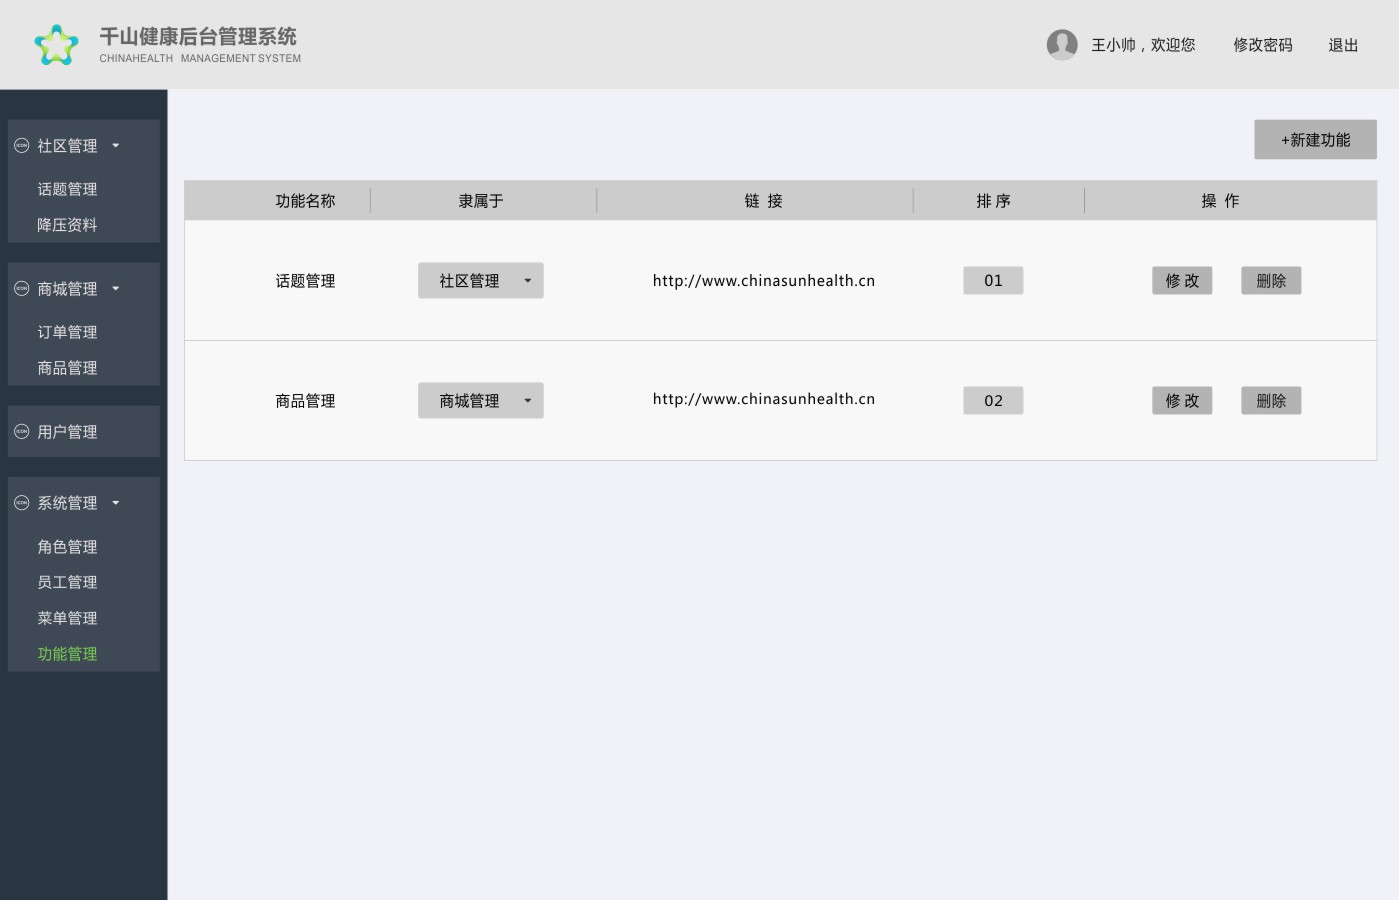 千山健康后台管理系统
CHINAHEALTH MANAGEMENT SYSTEM
王小帅，欢迎您 修改密码 退出
社区管理
话题管理
降压资料
商城管理
订单管理
商品管理
用户管理
系统管理
角色管理
员工管理
菜单管理
功能管理
+新建功能
功能名称 隶属于 链 接 排 序 操 作
话题管理 社区管理 http://www.chinasunhealth.cn 01 修 改 删除
商品管理 商城管理 http://www.chinasunhealth.cn 02 修 改 删除